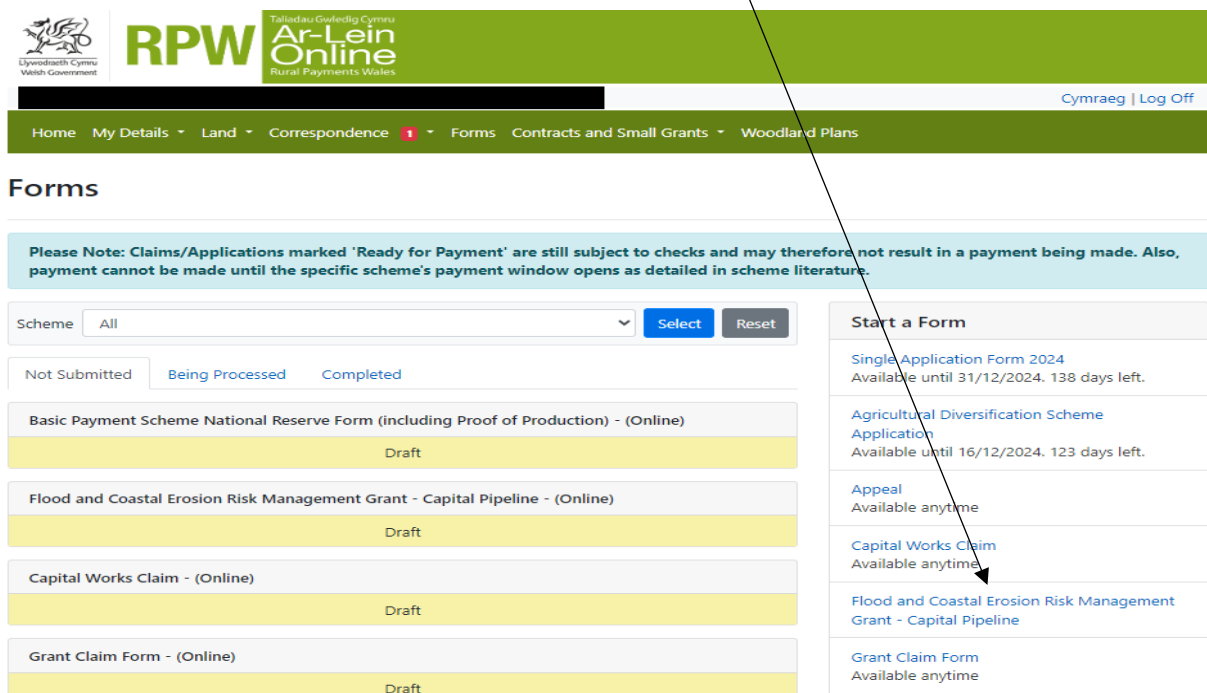 Llywodraeth Cymru
Welsh Government
RPW
Taliadau Gwledig Cymru
Ar-Lein
Online
Rural Payments Wales
Cymraeg | Log Off
Home My Details Land Correspondence 1 Forms Contracts and Small Grants Woodland Plans
Forms
Please Note: Claims/Applications marked 'Ready for Payment' are still subject to checks and may therefore not result in a payment being made. Also,
payment cannot be made until the specific scheme's payment window opens as detailed in scheme literature.
Scheme All Select Reset
Not Submitted Being Processed Completed
Basic Payment Scheme National Reserve Form (including Proof of Production) - (Online)
Draft
Flood and Coastal Erosion Risk Management Grant - Capital Pipeline - (Online)
Draft
Capital Works Claim - (Online)
Draft
Grant Claim Form - (Online)
Draft
Start a Form
Single Application Form 2024
Available until 31/12/2024. 138 days left.
Agricultural Diversification Scheme
Application
Available until 16/12/2024. 123 days left.
Appeal
Available anytime
Capital Works Claim
Available anytime
Flood and Coastal Erosion Risk Management
Grant - Capital Pipeline
Grant Claim Form
Available anytime